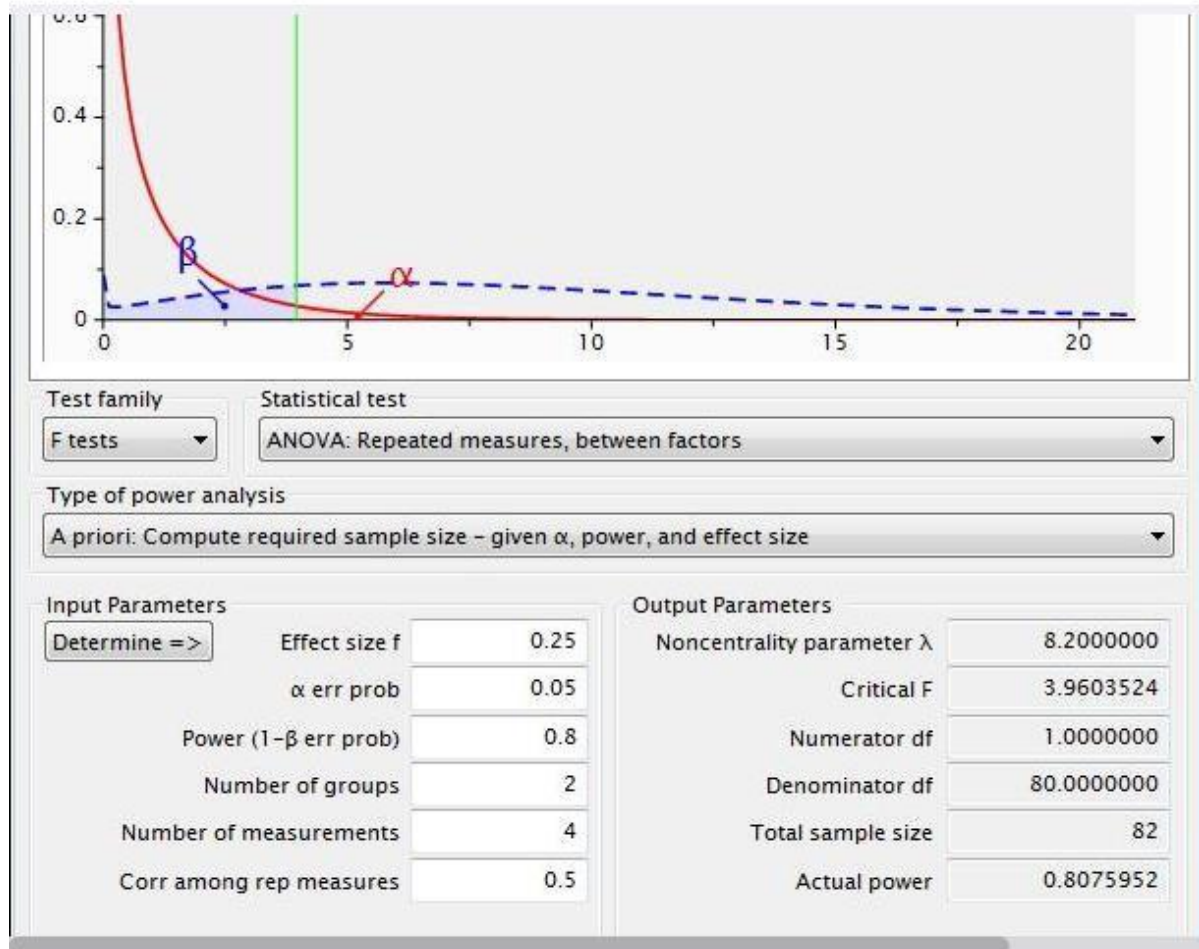 0.6
0.4
0.2
β
α
0
0 5 10 15 20
Test family Statistical test
F tests ANOVA: Repeated measures, between factors
Type of power analysis
A priori: Compute required sample size – given α, power, and effect size
Input Parameters Output Parameters
Determine => Effect size f 0.25 Noncentrality parameter λ 8.2000000
α err prob 0.05 Critical F 3.9603524
Power (1–β err prob) 0.8 Numerator df 1.0000000
Number of groups 2 Denominator df 80.0000000
Number of measurements 4 Total sample size 82
Corr among rep measures 0.5 Actual power 0.8075952